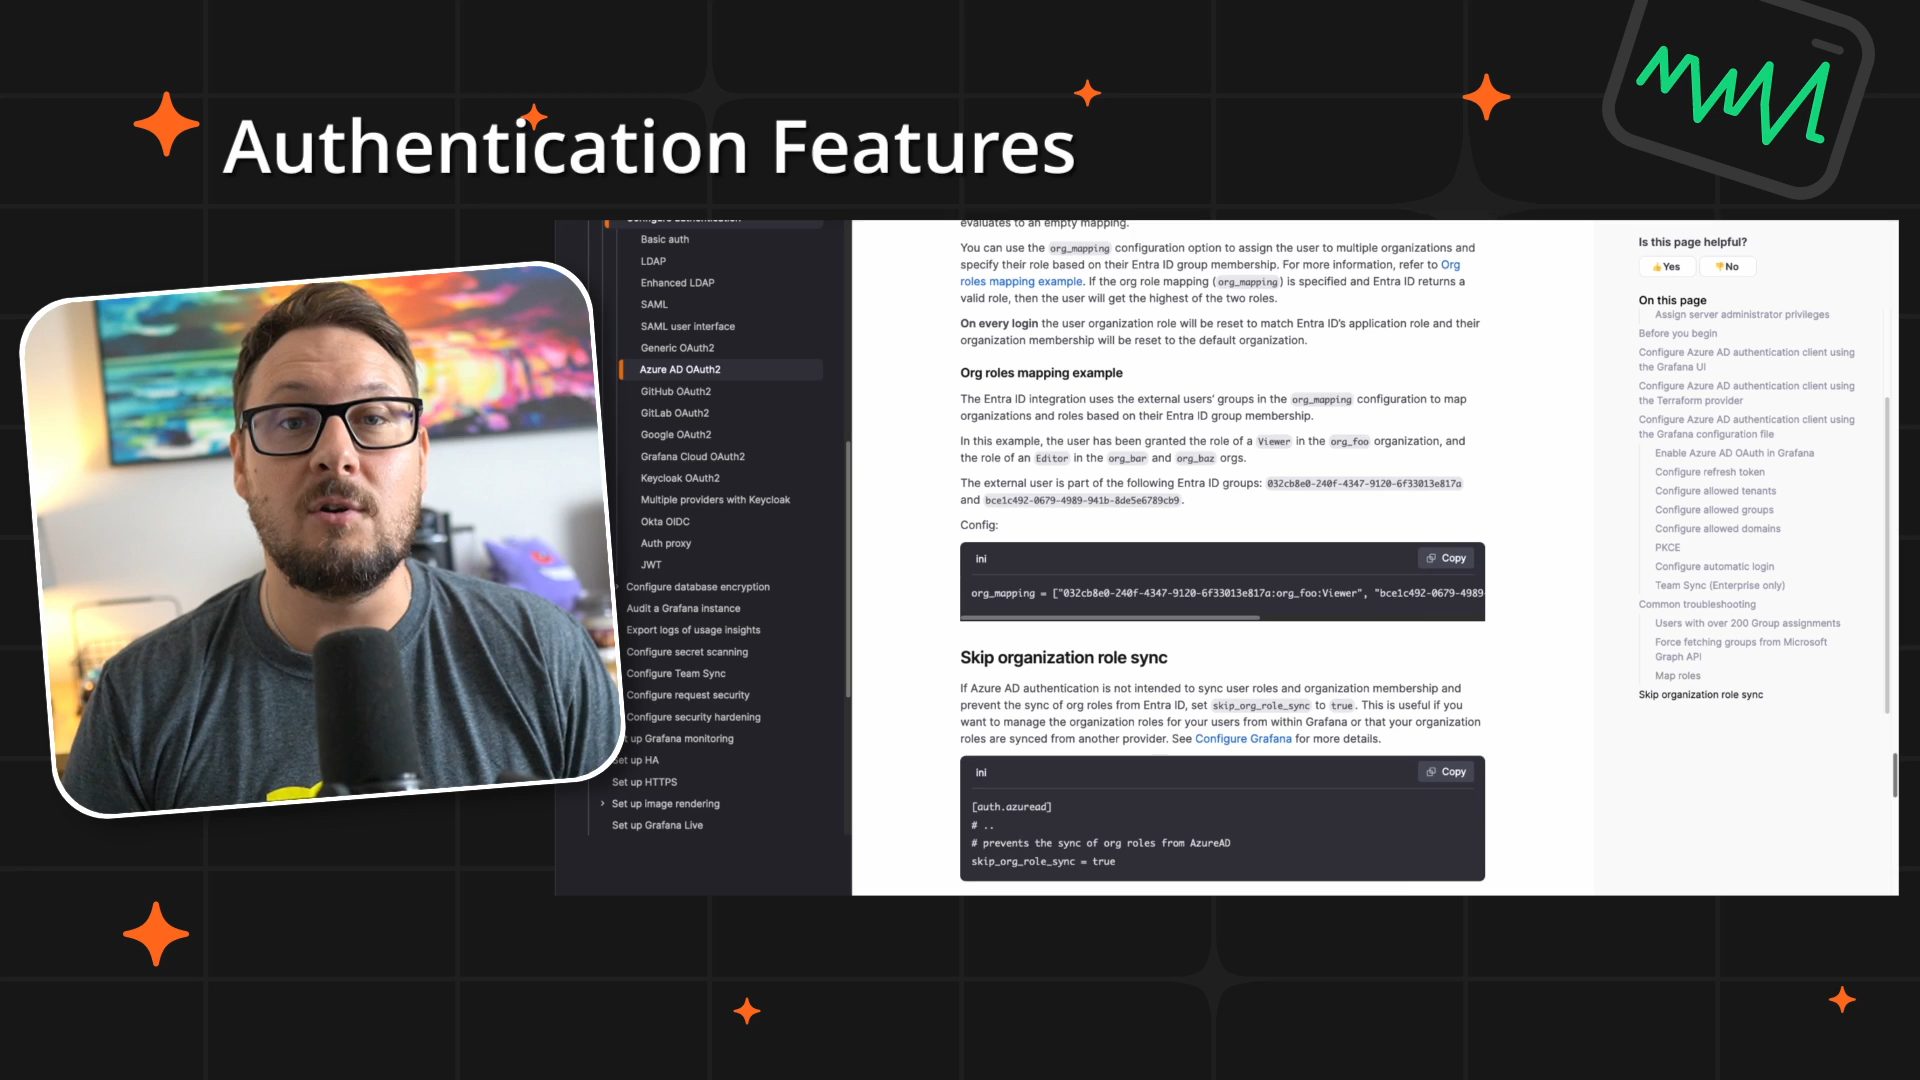 Authentication Features
Basic auth
LDAP
Enhanced LDAP
SAML
SAML user interface
Generic OAuth2
Azure AD OAuth2
GitHub OAuth2
GitLab OAuth2
Google OAuth2
Grafana Cloud OAuth2
Keycloak OAuth2
Multiple providers with Keycloak
Okta OIDC
Auth proxy
JWT
Configure database encryption
Audit a Grafana instance
Export logs of usage insights
Configure secret scanning
Configure Team Sync
Configure request security
Configure security hardening
up Grafana monitoring
Set up HA
Set up HTTPS
Set up image rendering
Set up Grafana Live
evaluates to an empty mapping.
You can use the org_mapping configuration option to assign the user to multiple organizations and
specify their role based on their Entra ID group membership. For more information, refer to Org
roles mapping example. If the org role mapping (org_mapping) is specified and Entra ID returns a
valid role, then the user will get the highest of the two roles.
On every login the user organization role will be reset to match Entra ID's application role and their
organization membership will be reset to the default organization.
Org roles mapping example
The Entra ID integration uses the external users' groups in the org_mapping configuration to map
organizations and roles based on their Entra ID group membership.
In this example, the user has been granted the role of a Viewer in the org_foo organization, and
the role of an Editor in the org_bar and org_baz orgs.
The external user is part of the following Entra ID groups: 032cb8e0-240f-4347-9120-6f33013e817a
and bce1c492-0679-4989-941b-8de5e6789cb9.
Config:
ini
Copy
org_mapping = ["032cb8e0-240f-4347-9120-6f33013e817a:org_foo:Viewer", "bce1c492-0679-4989-
Skip organization role sync
If Azure AD authentication is not intended to sync user roles and organization membership and
prevent the sync of org roles from Entra ID, set skip_org_role_sync to true. This is useful if you
want to manage the organization roles for your users from within Grafana or that your organization
roles are synced from another provider. See Configure Grafana for more details.
ini
Copy
[auth.azuread]
# ..
# prevents the sync of org roles from AzureAD
skip_org_role_sync = true
Is this page helpful?
Yes
No
On this page
Assign server administrator privileges
Before you begin
Configure Azure AD authentication client using
the Grafana UI
Configure Azure AD authentication client using
the Terraform provider
Configure Azure AD authentication client using
the Grafana configuration file
Enable Azure AD OAuth in Grafana
Configure refresh token
Configure allowed tenants
Configure allowed groups
Configure allowed domains
PKCE
Configure automatic login
Team Sync (Enterprise only)
Common troubleshooting
Users with over 200 Group assignments
Force fetching groups from Microsoft
Graph API
Map roles
Skip organization role sync